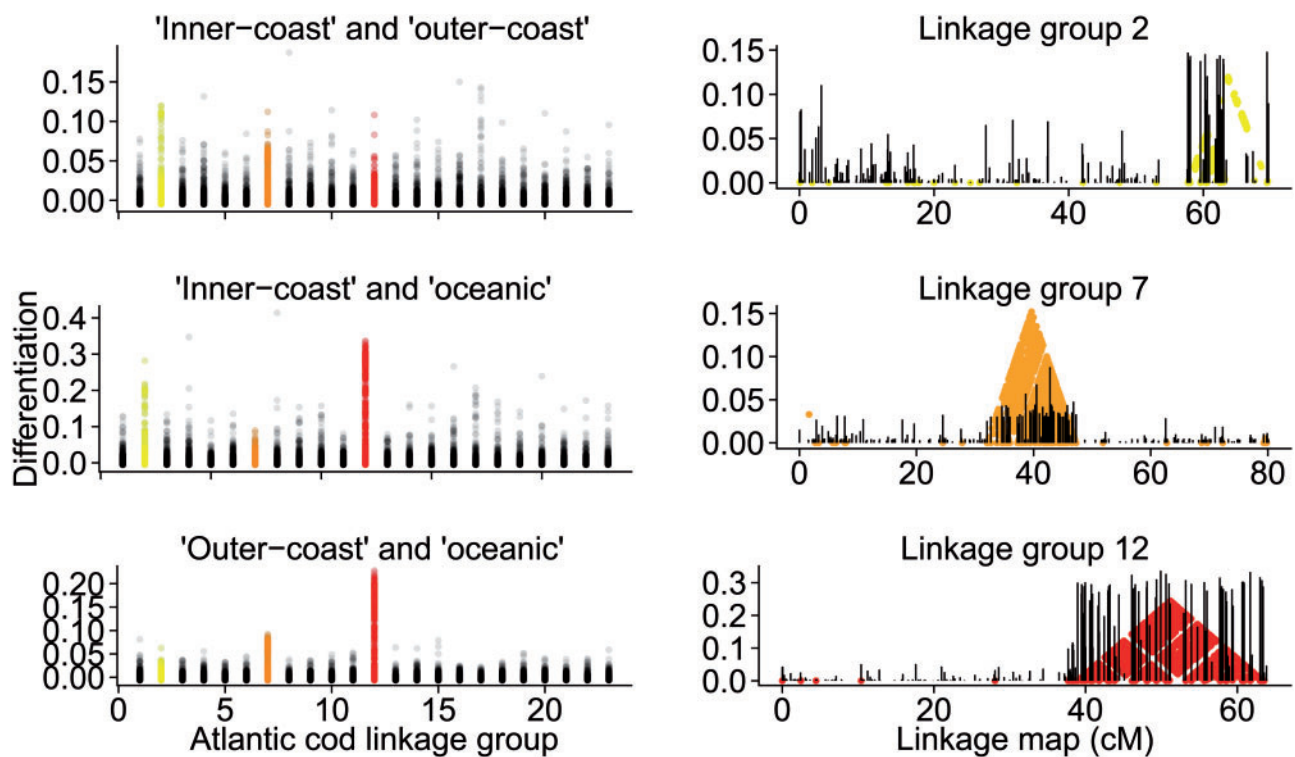 'Inner−coast' and 'outer−coast'
0.15
0.10
0.05
0.00
'Inner−coast' and 'oceanic'
0.4
0.3
0.2
0.1
0.0
Differentiation
'Outer−coast' and 'oceanic'
0.20
0.15
0.10
0.05
0.00
0 5 10 15 20
Atlantic cod linkage group
Linkage group 2
0.15
0.10
0.05
0.00
0 20 40 60
Linkage group 7
0.15
0.10
0.05
0.00
0 20 40 60 80
Linkage group 12
0.3
0.2
0.1
0.0
0 20 40 60
Linkage map (cM)